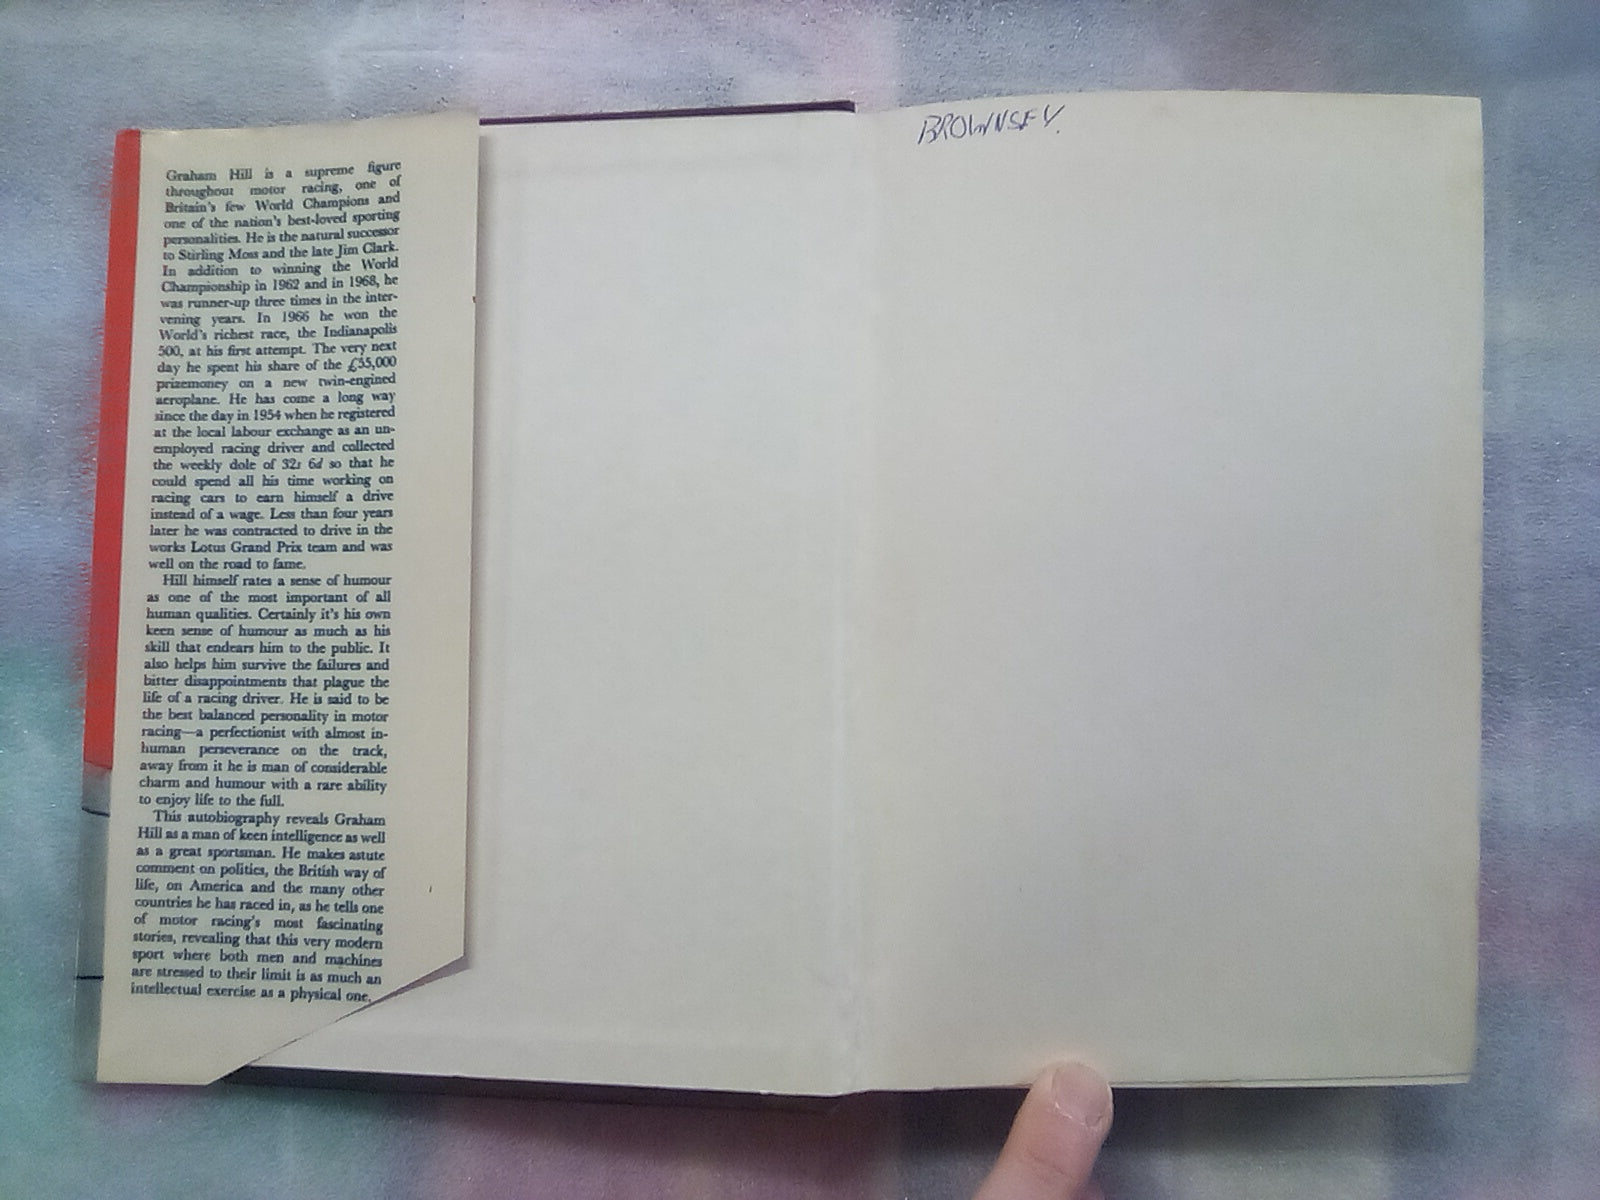 Graham Hill is a supreme figure
throughout motor racing, one of
Britain's few World Champions and
one of the nation's best-loved sporting
personalities. He is the natural successor
to Stirling Moss and the late Jim Clark.
In addition to winning the World
Championship in 1962 and in 1968, he
was runner-up three times in the inter-
vening years. In 1966 he won the
World's richest race, the Indianapolis
500, at his first attempt. The very next
day he spent his share of the £55,000
prizemoney on a new twin-engined
aeroplane. He has come a long way
since the day in 1954 when he registered
at the local labour exchange as an un-
employed racing driver and collected
the weekly dole of 32s 6d so that he
could spend all his time working on
racing cars to earn himself a drive
instead of a wage. Less than four years
later he was contracted to drive in the
works Lotus Grand Prix team and was
well on the road to fame.
Hill himself rates a sense of humour
as one of the most important of all
human qualities. Certainly it's his own
keen sense of humour as much as his
skill that endears him to the public. It
also helps him survive the failures and
bitter disappointments that plague the
life of a racing driver. He is said to be
the best balanced personality in motor
racing—a perfectionist with almost in-
human perseverance on the track,
away from it he is man of considerable
charm and humour with a rare ability
to enjoy life to the full.
This autobiography reveals Graham
Hill as a man of keen intelligence as well
as a great sportsman. He makes astute
comment on politics, the British way of
life, on America and the many other
countries he has raced in, as he tells one
of motor racing's most fascinating
stories, revealing that this very modern
sport where both men and machines
are stressed to their limit is as much an
intellectual exercise as a physical one.
BROWNSEY.